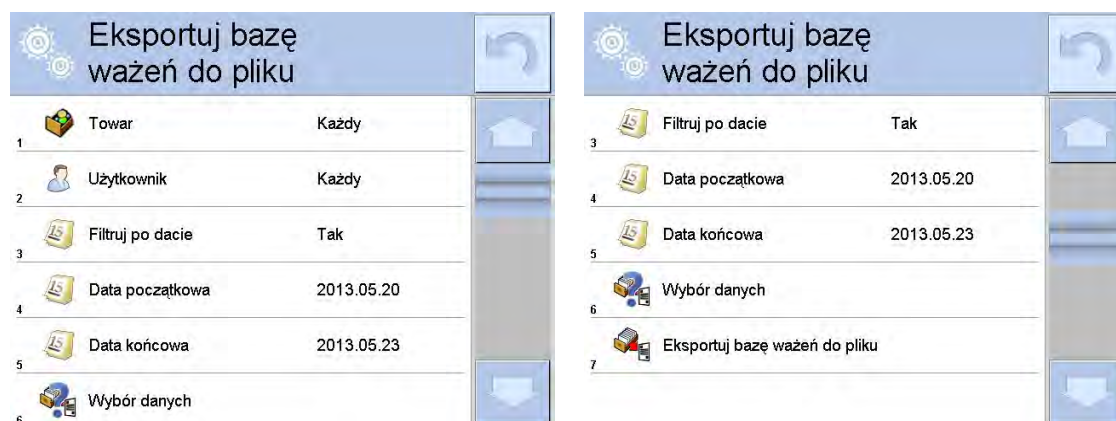 Eksportuj bazę
ważeń do pliku
1 Towar Każdy
2 Użytkownik Każdy
3 Filtruj po dacie Tak
4 Data początkowa 2013.05.20
5 Data końcowa 2013.05.23
6 Wybór danych
Eksportuj bazę
ważeń do pliku
3 Filtruj po dacie Tak
4 Data początkowa 2013.05.20
5 Data końcowa 2013.05.23
6 Wybór danych
7 Eksportuj bazę ważeń do pliku